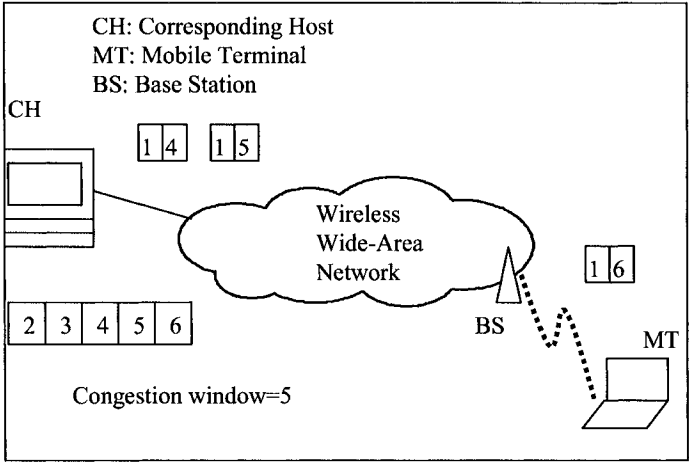 CH: Corresponding Host
MT: Mobile Terminal
BS: Base Station
CH
1 4 1 5
Wireless
Wide-Area
Network
1 6
BS
MT
2 3 4 5 6
Congestion window=5